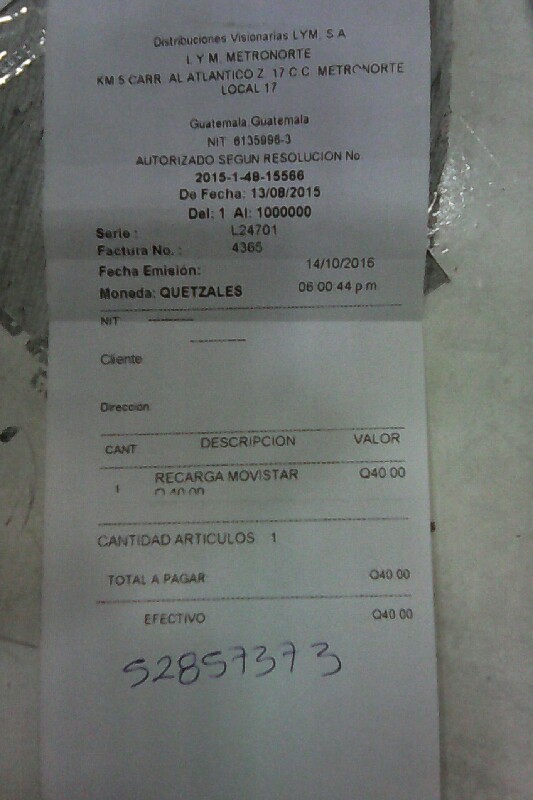 Distribuciones Visionarias LYM, S.A
L Y M, METRONORTE
KM 5 CARR. AL ATLANTICO Z. 17 C.C. METRONORTE
LOCAL 17
Guatemala,Guatemala
NIT 6135996-3
AUTORIZADO SEGUN RESOLUCION No.
2015-1-48-15566
De Fecha: 13/08/2015
Del: 1 Al: 1000000
Serie : L24701
Factura No. : 4365
Fecha Emisión: 14/10/2016
Moneda: QUETZALES 06:00:44 p m
NIT
Cliente
Dirección
CANT DESCRIPCION VALOR
1 RECARGA MOVISTAR Q40.00
Q 40.00
CANTIDAD ARTICULOS 1
TOTAL A PAGAR Q40.00
EFECTIVO Q40.00
52857373